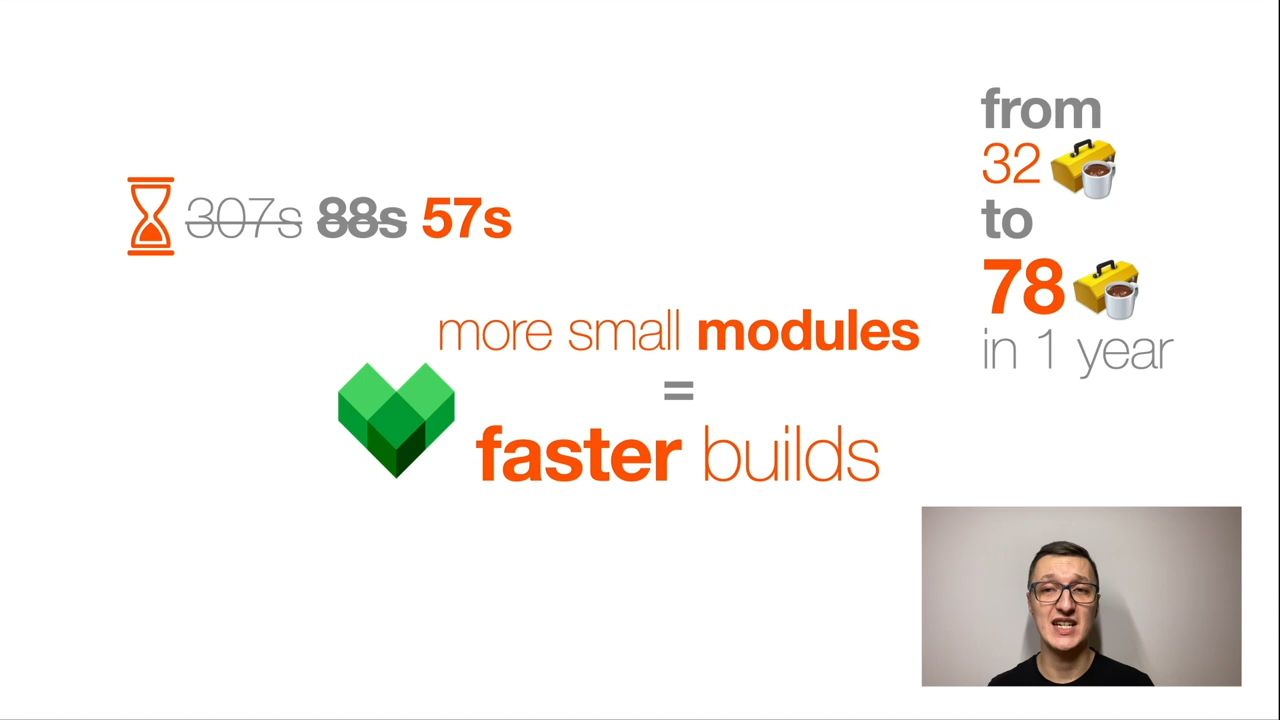 307s 88s 57s
from
32
to
78
in 1 year
more small modules
=
faster builds